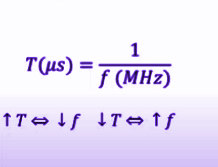 T(μs) = 1 / f (MHz)
↑T⇔↓f ↓T⇔↑f